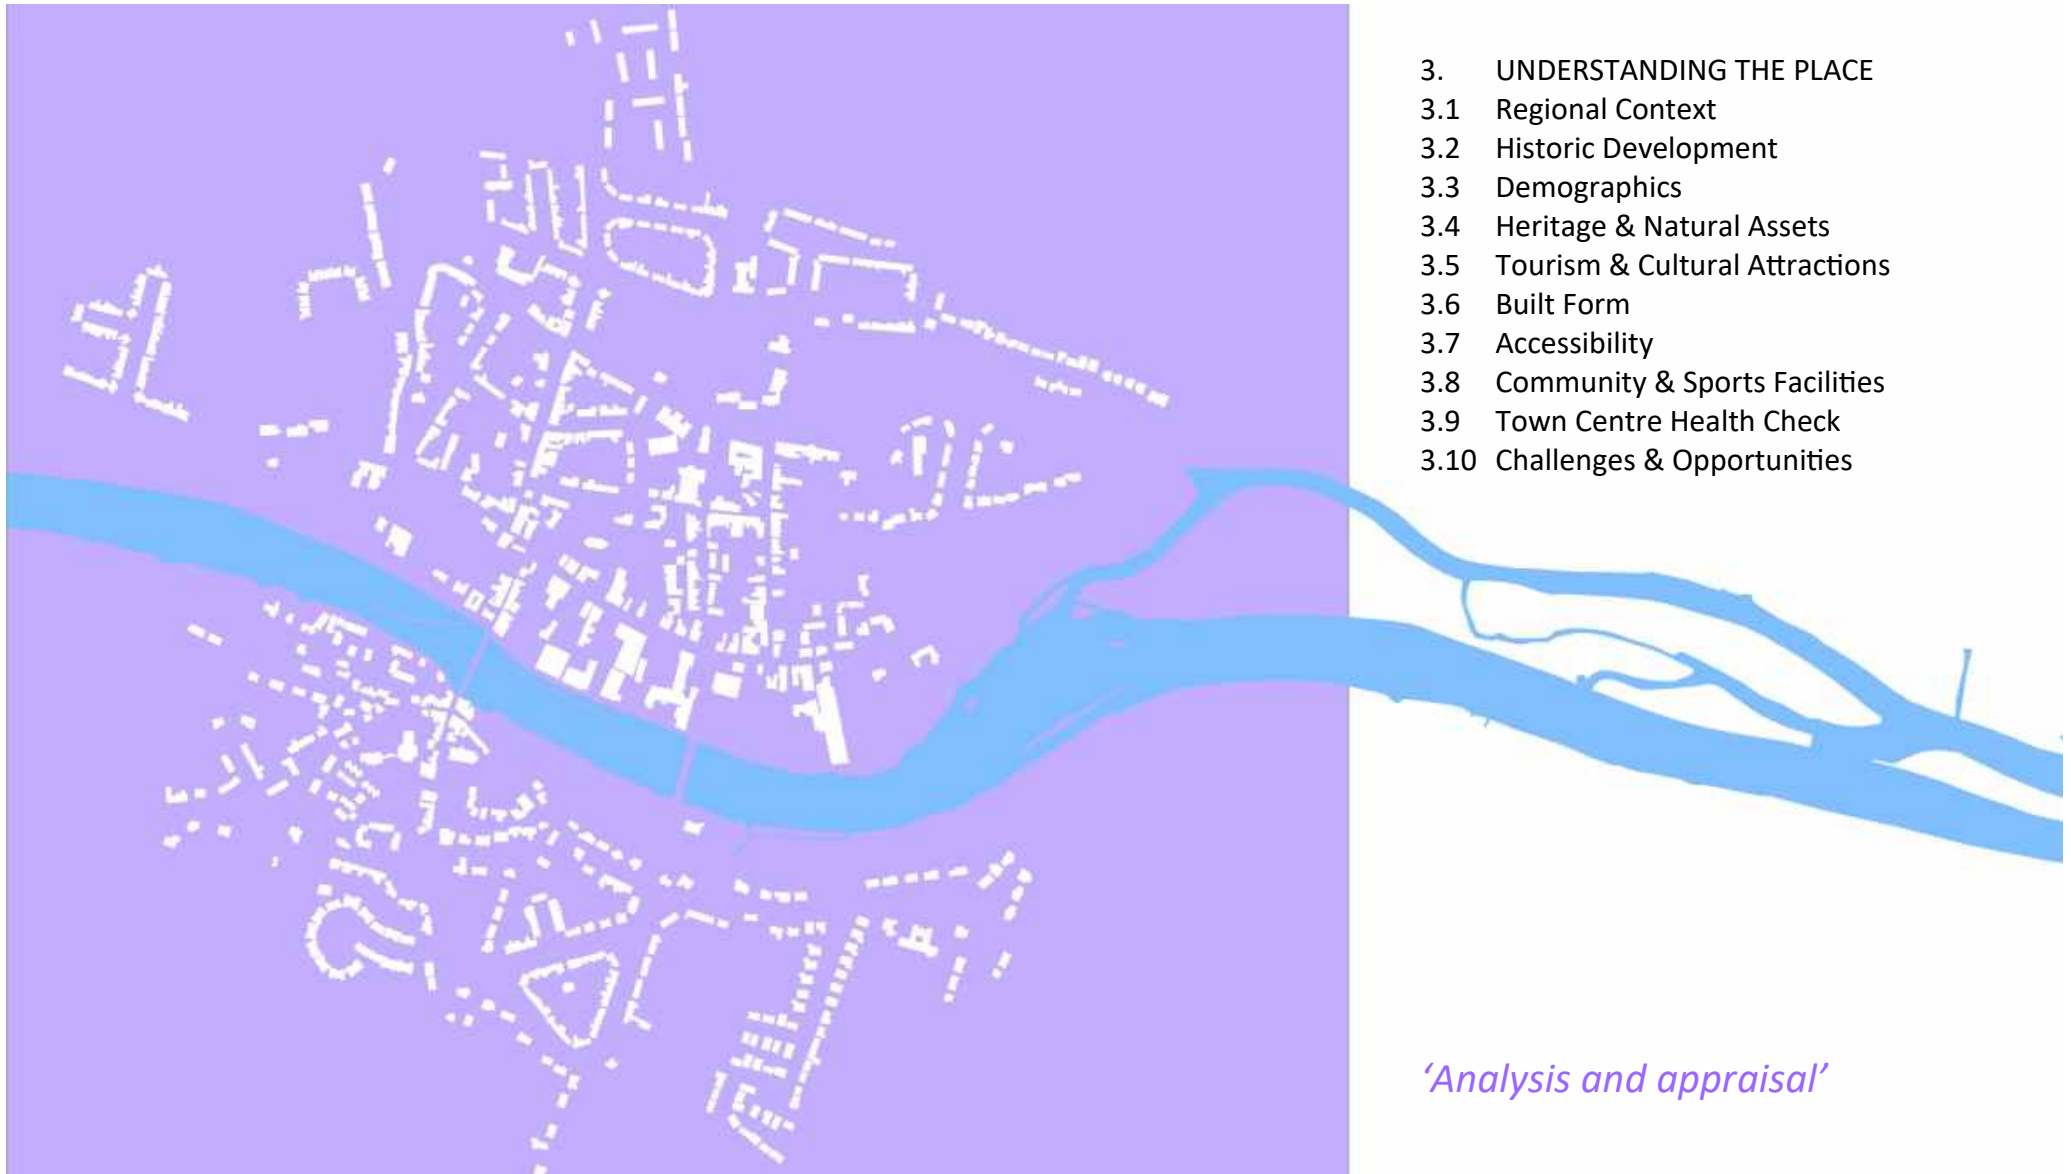 3. UNDERSTANDING THE PLACE
3.1 Regional Context
3.2 Historic Development
3.3 Demographics
3.4 Heritage & Natural Assets
3.5 Tourism & Cultural Attractions
3.6 Built Form
3.7 Accessibility
3.8 Community & Sports Facilities
3.9 Town Centre Health Check
3.10 Challenges & Opportunities
‘Analysis and appraisal’